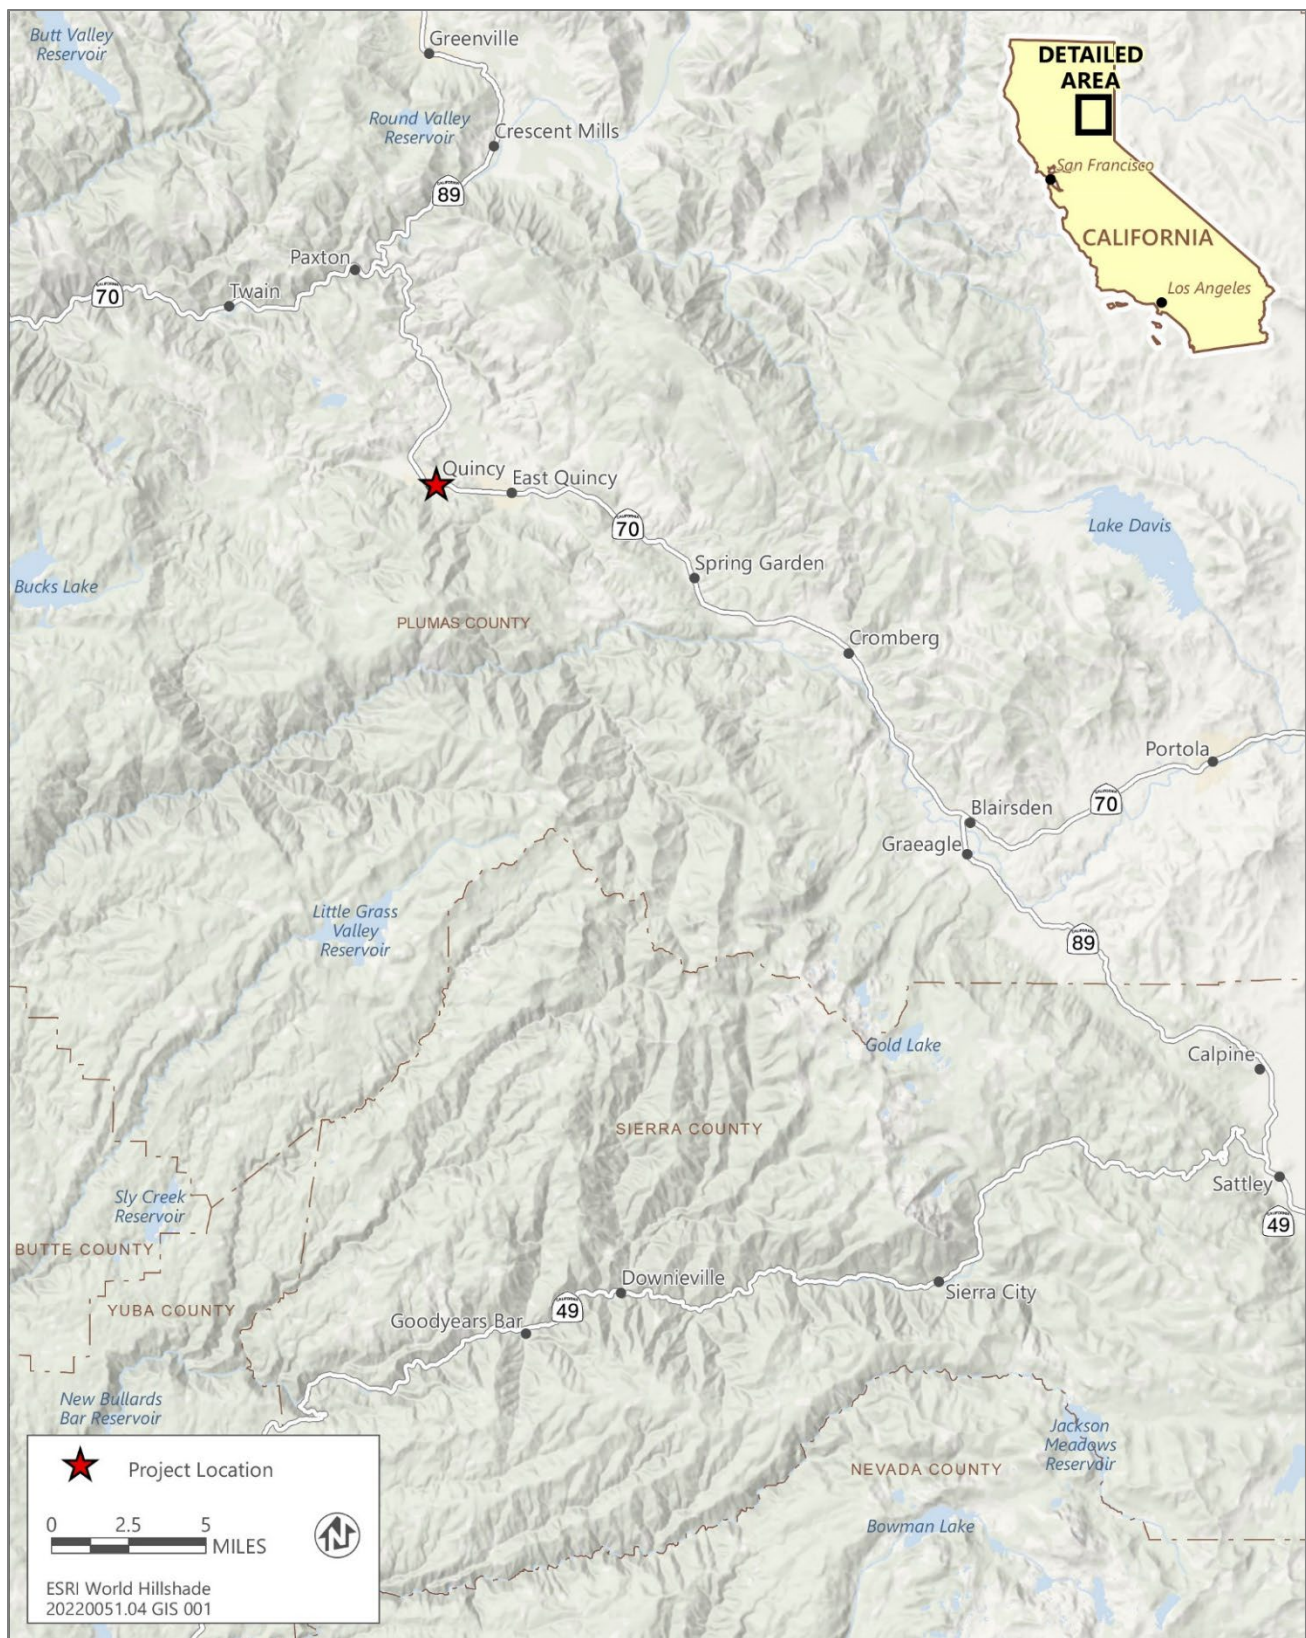 Butt Valley
Reservoir
Greenville
DETAILED
AREA
Round Valley
Reservoir
Crescent Mills
San Francisco
89
CALIFORNIA
Paxton
70
Twain
Los Angeles
Quincy
East Quincy
70
Lake Davis
Spring Garden
Bucks Lake
PLUMAS COUNTY
Cromberg
Portola
70
Blairsden
Graeagle
Little Grass
Valley
Reservoir
89
Gold Lake
Calpine
SIERRA COUNTY
Sattley
Sly Creek
Reservoir
49
BUTTE COUNTY
Downieville
Sierra City
YUBA COUNTY
49
Goodyears Bar
New Bullards
Bar Reservoir
Jackson
Meadows
Reservoir
Project Location
NEVADA COUNTY
0 2.5 5
MILES
N
Bowman Lake
ESRI World Hillshade
20220051.04 GIS 001